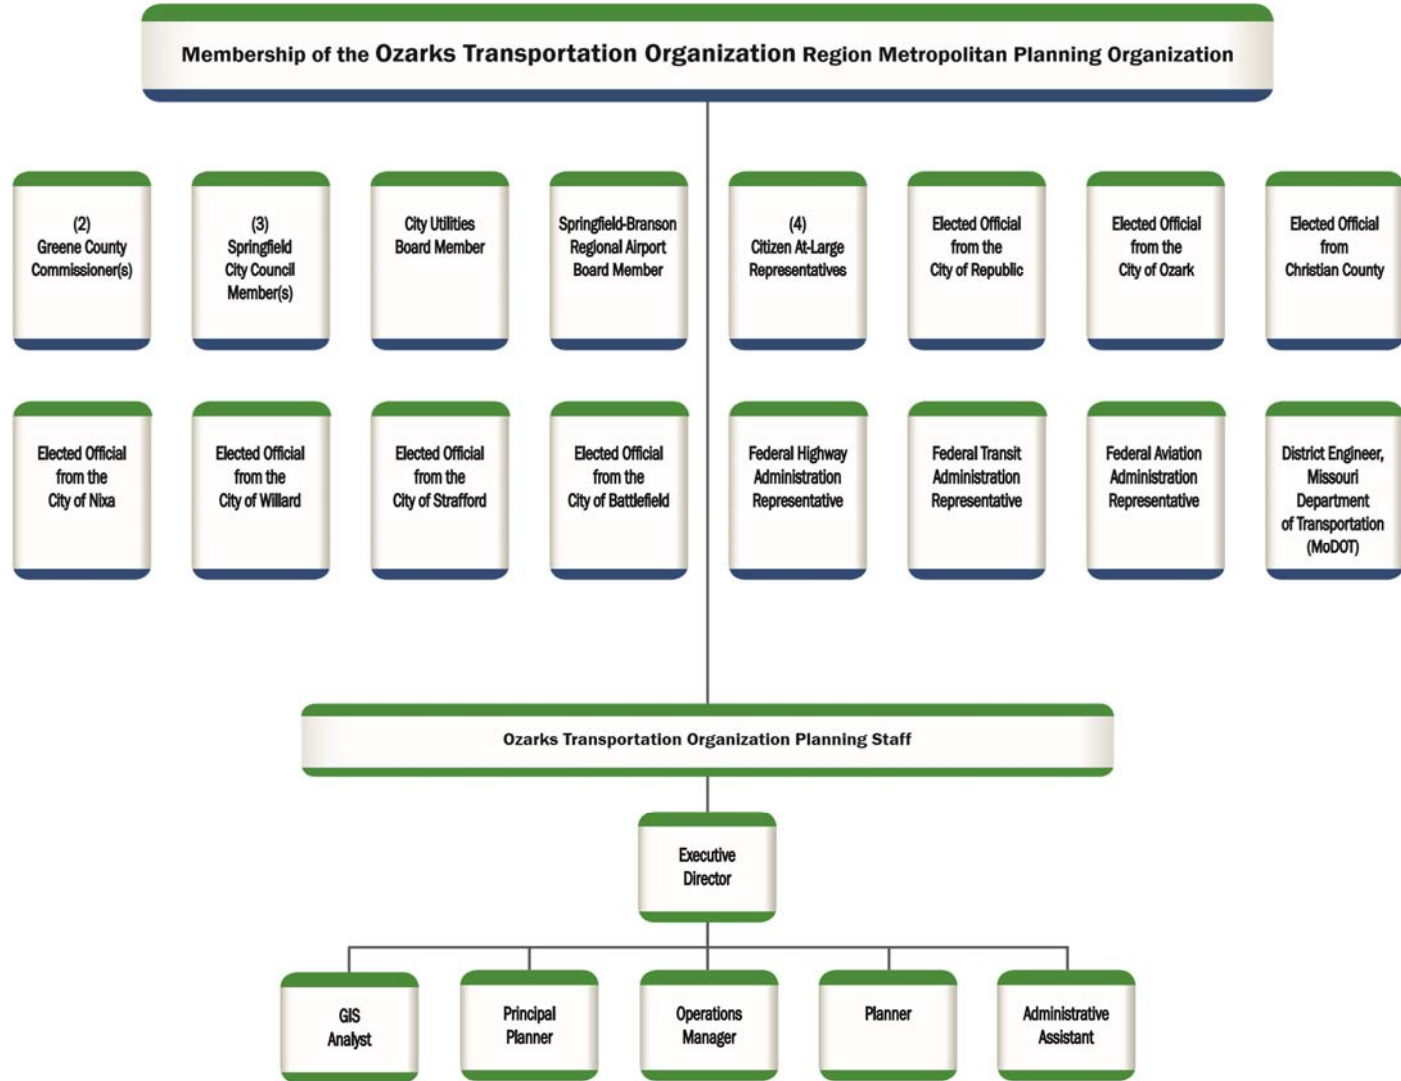 Membership of the Ozarks Transportation Organization Region Metropolitan Planning Organization
(2)
Greene County
Commissioner(s)
(3)
Springfield
City Council
Member(s)
City Utilities
Board Member
Springfield-Branson
Regional Airport
Board Member
(4)
Citizen At-Large
Representatives
Elected Official
from the
City of Republic
Elected Official
from the
City of Ozark
Elected Official
from
Christian County
Elected Official
from the
City of Nixa
Elected Official
from the
City of Willard
Elected Official
from the
City of Strafford
Elected Official
from the
City of Battlefield
Federal Highway
Administration
Representative
Federal Transit
Administration
Representative
Federal Aviation
Administration
Representative
District Engineer,
Missouri
Department
of Transportation
(MoDOT)
Ozarks Transportation Organization Planning Staff
Executive
Director
GIS
Analyst
Principal
Planner
Operations
Manager
Planner
Administrative
Assistant